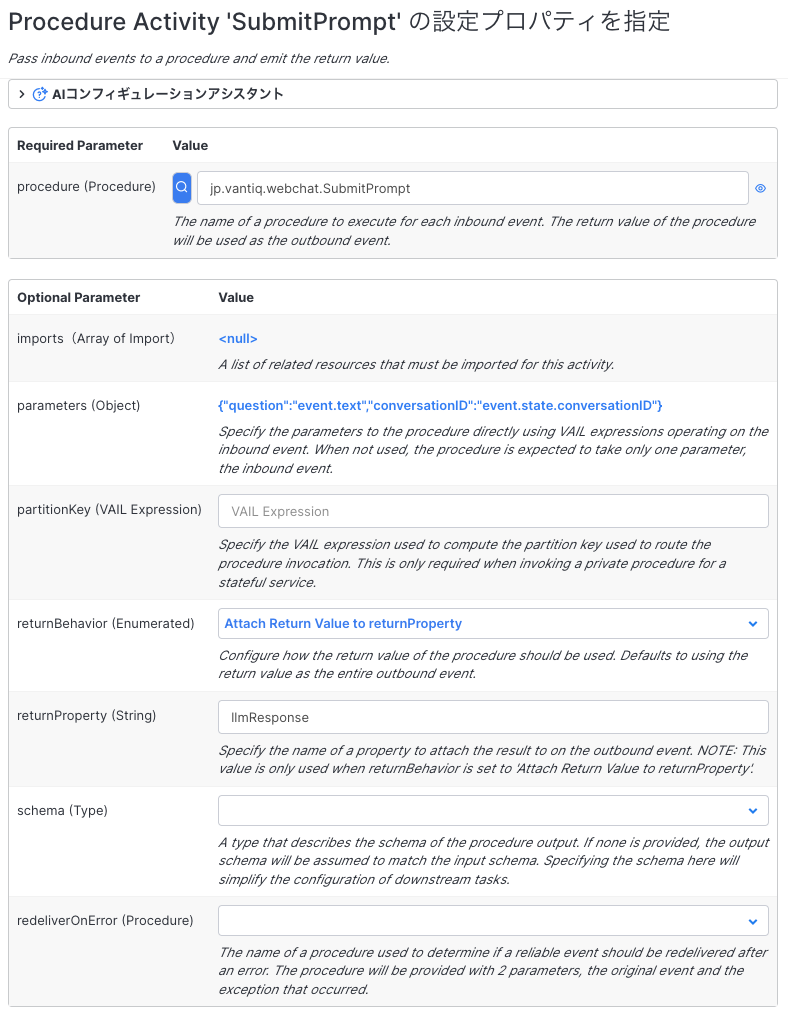 Procedure Activity 'SubmitPrompt' の設定プロパティを指定
Pass inbound events to a procedure and emit the return value.
AIコンフィギュレーションアシスタント
Required Parameter Value
procedure (Procedure) jp.vantiq.webchat.SubmitPrompt
The name of a procedure to execute for each inbound event. The return value of the procedure
will be used as the outbound event.
Optional Parameter Value
imports（Array of Import） <null>
A list of related resources that must be imported for this activity.
parameters (Object) {"question":"event.text","conversationID":"event.state.conversationID"}
Specify the parameters to the procedure directly using VAIL expressions operating on the
inbound event. When not used, the procedure is expected to take only one parameter,
the inbound event.
partitionKey (VAIL Expression) VAIL Expression
Specify the VAIL expression used to compute the partition key used to route the
procedure invocation. This is only required when invoking a private procedure for a
stateful service.
returnBehavior (Enumerated) Attach Return Value to returnProperty
Configure how the return value of the procedure should be used. Defaults to using the
return value as the entire outbound event.
returnProperty (String) llmResponse
Specify the name of a property to attach the result to on the outbound event. NOTE: This
value is only used when returnBehavior is set to 'Attach Return Value to returnProperty'.
schema (Type)
A type that describes the schema of the procedure output. If none is provided, the output
schema will be assumed to match the input schema. Specifying the schema here will
simplify the configuration of downstream tasks.
redeliverOnError (Procedure)
The name of a procedure used to determine if a reliable event should be redelivered after
an error. The procedure will be provided with 2 parameters, the original event and the
exception that occurred.